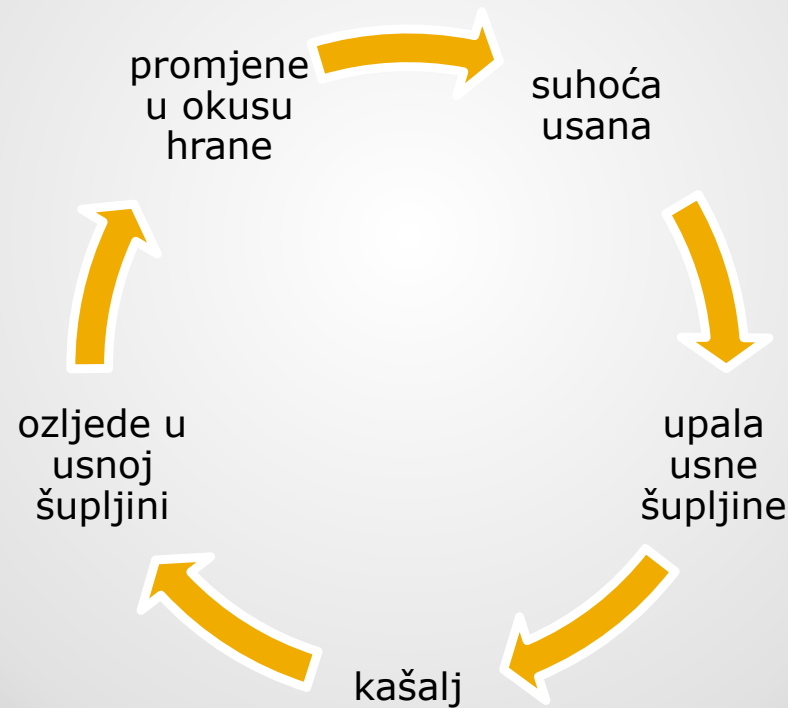 promjene
u okusu
hrane
suhoća
usana
upala
usne
šupljine
kašalj
ozljede u
usnoj
šupljini